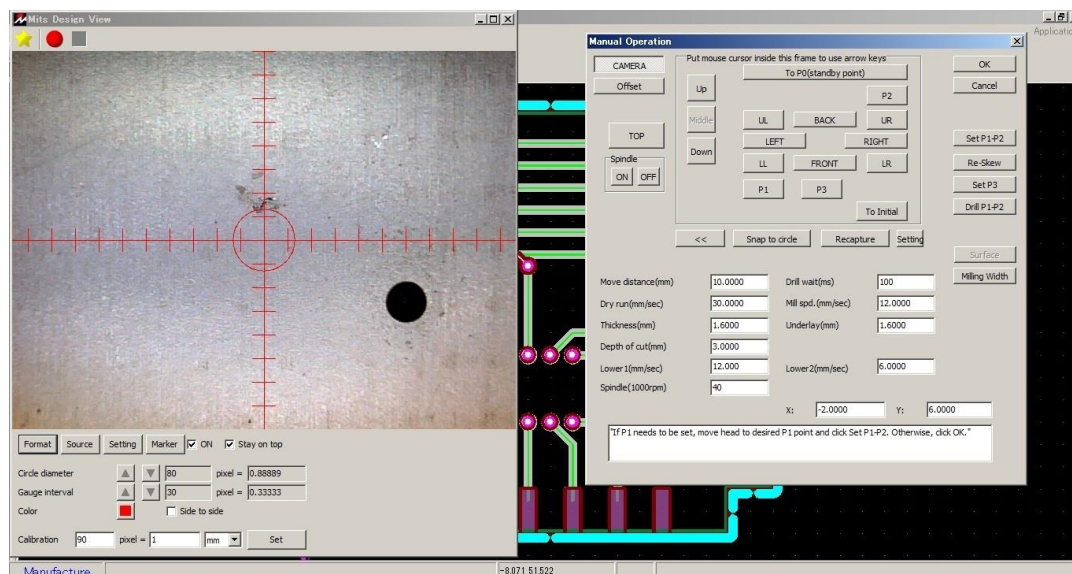 Mits Design View
Applicatio
Manual Operation
Put mouse cursor inside this frame to use arrow keys
CAMERA
To P0(standby point)
OK
Offset
Up
P2
Cancel
Middle
UL
BACK
UR
TOP
LEFT
RIGHT
Set P1-P2
Down
Spindle
LL
FRONT
LR
Re-Skew
ON
OFF
P1
P3
Set P3
To Initial
Drill P1-P2
<<
Snap to circle
Recapture
Setting
Surface
Move distance(mm) 10.0000 Drill wait(ms) 100
Milling Width
Dry run(mm/sec) 30.0000 Mill spd.(mm/sec) 12.0000
Thickness(mm) 1.6000 Underlay(mm) 1.6000
Depth of cut(mm) 3.0000
Lower1(mm/sec) 12.000 Lower2(mm/sec) 6.0000
Spindle(1000rpm) 40
X: -2.0000 Y: 6.0000
"If P1 needs to be set, move head to desired P1 point and click Set P1-P2. Otherwise, click OK."
Format Source Setting Marker ON Stay on top
Circle diameter 80 pixel = 0.88889
Gauge interval 30 pixel = 0.33333
Color Side to side
Calibration 90 pixel = 1 mm Set
Manufacture
-8.071 51.522